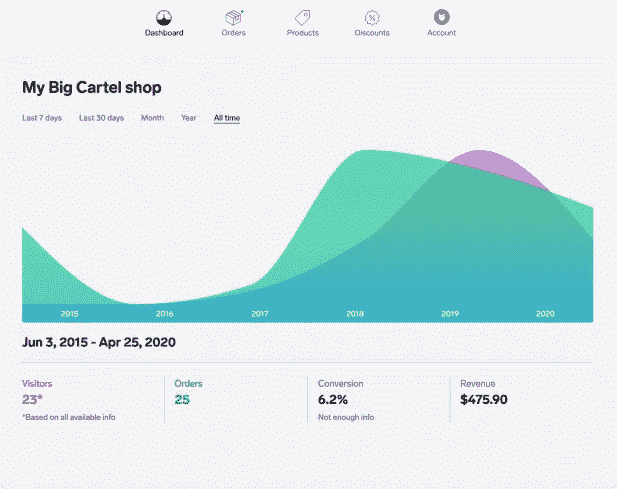 Dashboard Orders Products Discounts Account
My Big Cartel shop
Last 7 days Last 30 days Month Year All time
2015 2016 2017 2018 2019 2020
Jun 3, 2015 - Apr 25, 2020
Visitors Orders Conversion Revenue
23* 25 6.2% $475.90
*Based on all available info Not enough info